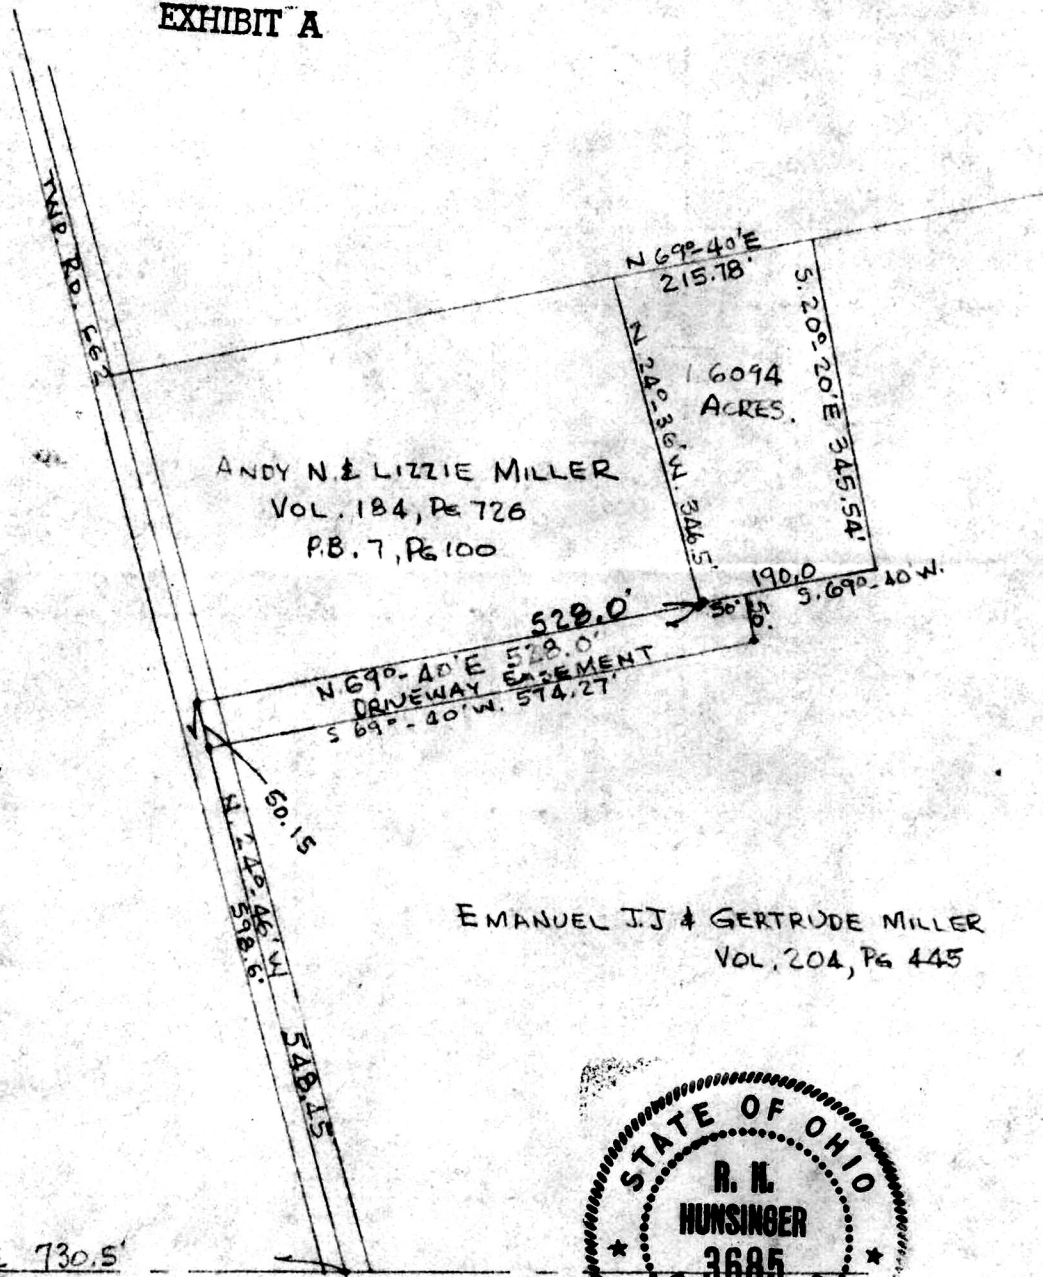 EXHIBIT A
TWP. RD. 662
N 69°-40'E
215.78'
S. 20°-20'E 345.54'
N 24°-36'W. 346.5'
1.6094
ACRES.
ANDY N. & LIZZIE MILLER
VOL. 184, PG 726
P.B. 7, PG 100
190.0
S. 69°-40'W.
528.0'
50'
50.'
N. 69°-40'E 528.0'
DRIVEWAY EASEMENT
S 69°-40'W. 574.27'
50.15
N. 24°-46'W
598.6'
548.15
EMANUEL J.J & GERTRUDE MILLER
VOL. 204, PG 445
STATE OF OHIO
R. H.
HUNSINGER
3685
730.5'